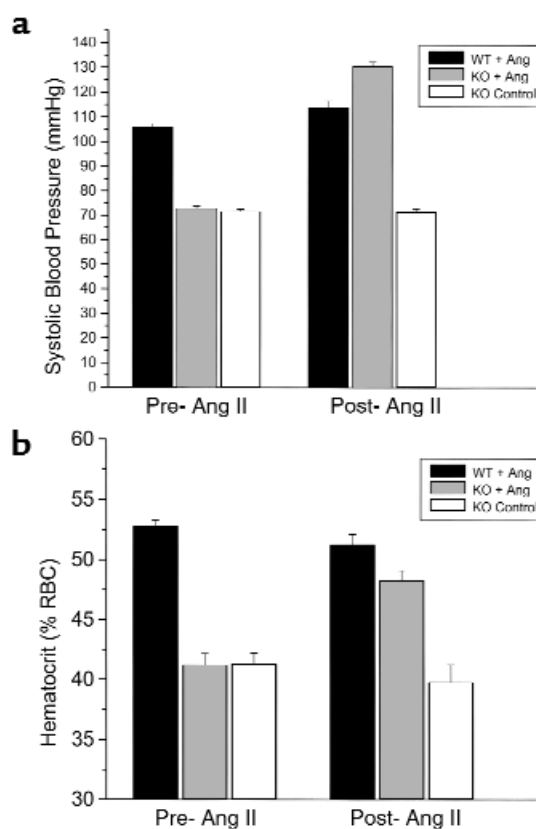 a
Systolic Blood Pressure (mmHg)
140
130
120
110
100
90
80
70
60
50
40
30
20
10
0
WT + Ang
KO + Ang
KO Control
Pre- Ang II
Post- Ang II
b
Hematocrit (% RBC)
60
55
50
45
40
35
30
WT + Ang
KO + Ang
KO Control
Pre- Ang II
Post- Ang II